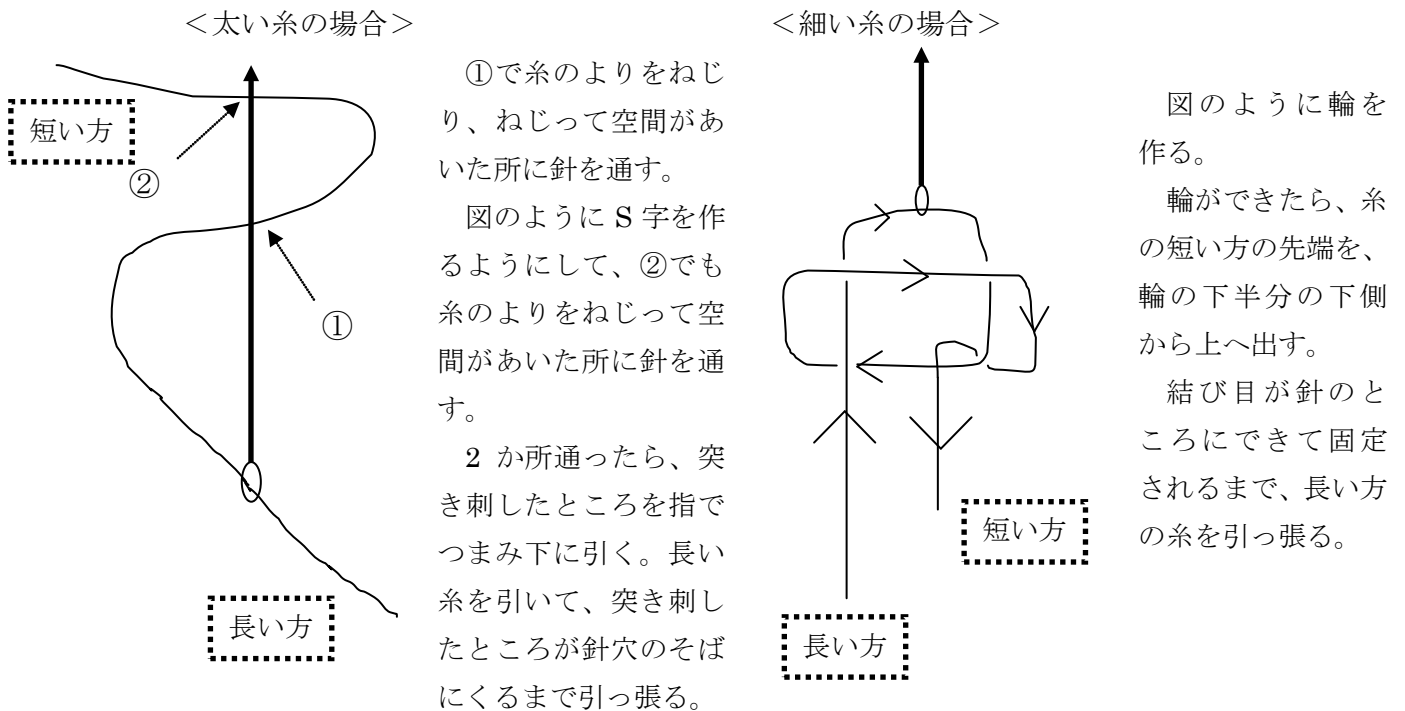 ＜太い糸の場合＞
短い方
②
①
長い方
①で糸のよりをねじ
り、ねじって空間があ
いた所に針を通す。
図のように S 字を作
るようにして、②でも
糸のよりをねじって空
間があいた所に針を通
す。
2 か所通ったら、突
き刺したところを指で
つまみ下に引く。長い
糸を引いて、突き刺し
たところが針穴のそば
にくるまで引っ張る。
＜細い糸の場合＞
短い方
長い方
図のように輪を
作る。
輪ができたら、糸
の短い方の先端を、
輪の下半分の下側
から上へ出す。
結び目が針のと
ころにできて固定
されるまで、長い方
の糸を引っ張る。